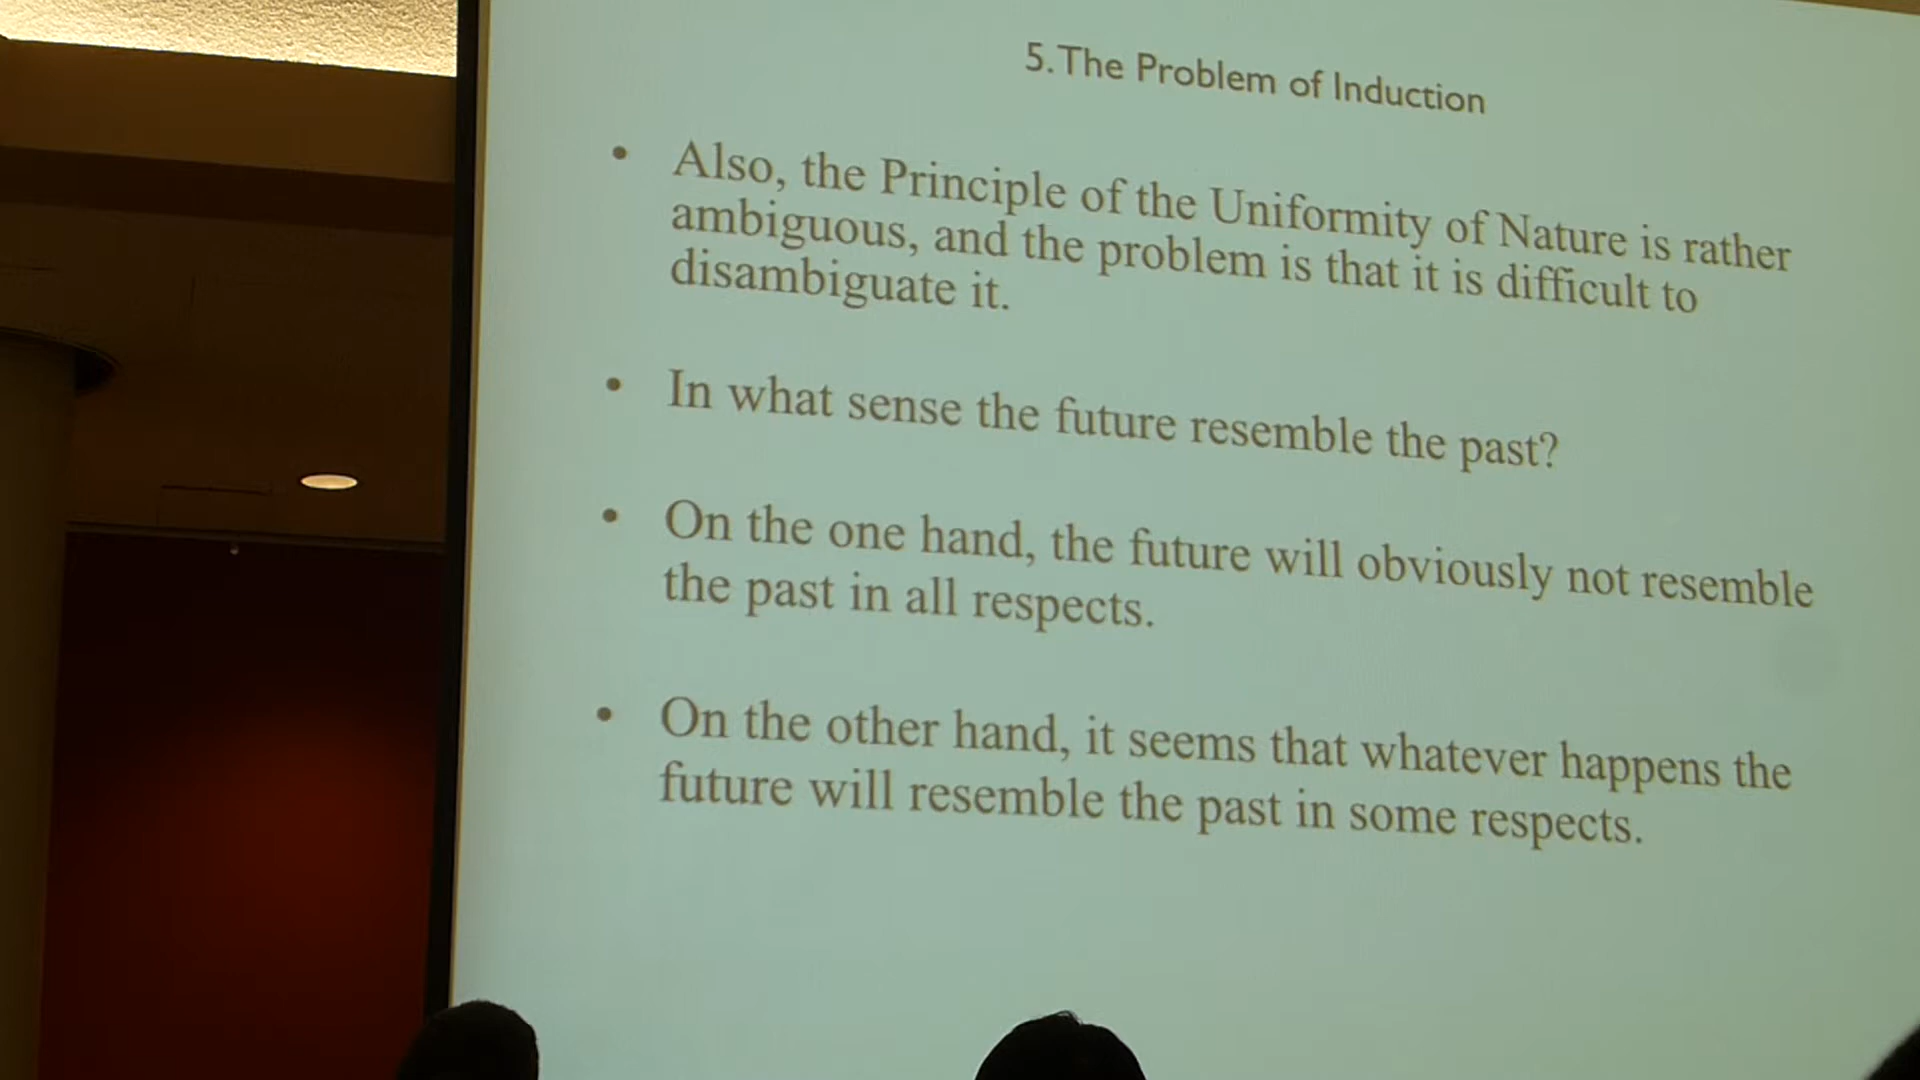 5. The Problem of Induction
• Also, the Principle of the Uniformity of Nature is rather
ambiguous, and the problem is that it is difficult to
disambiguate it.
• In what sense the future resemble the past?
• On the one hand, the future will obviously not resemble
the past in all respects.
• On the other hand, it seems that whatever happens the
future will resemble the past in some respects.